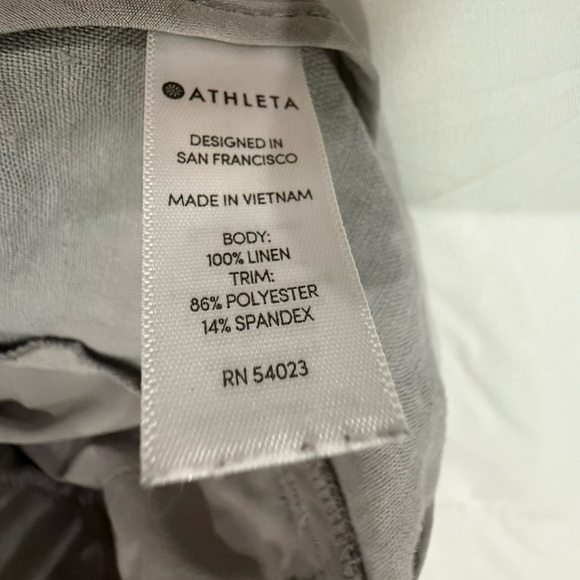 ATHLETA
DESIGNED IN
SAN FRANCISCO
MADE IN VIETNAM
BODY:
100% LINEN
TRIM:
86% POLYESTER
14% SPANDEX
RN 54023